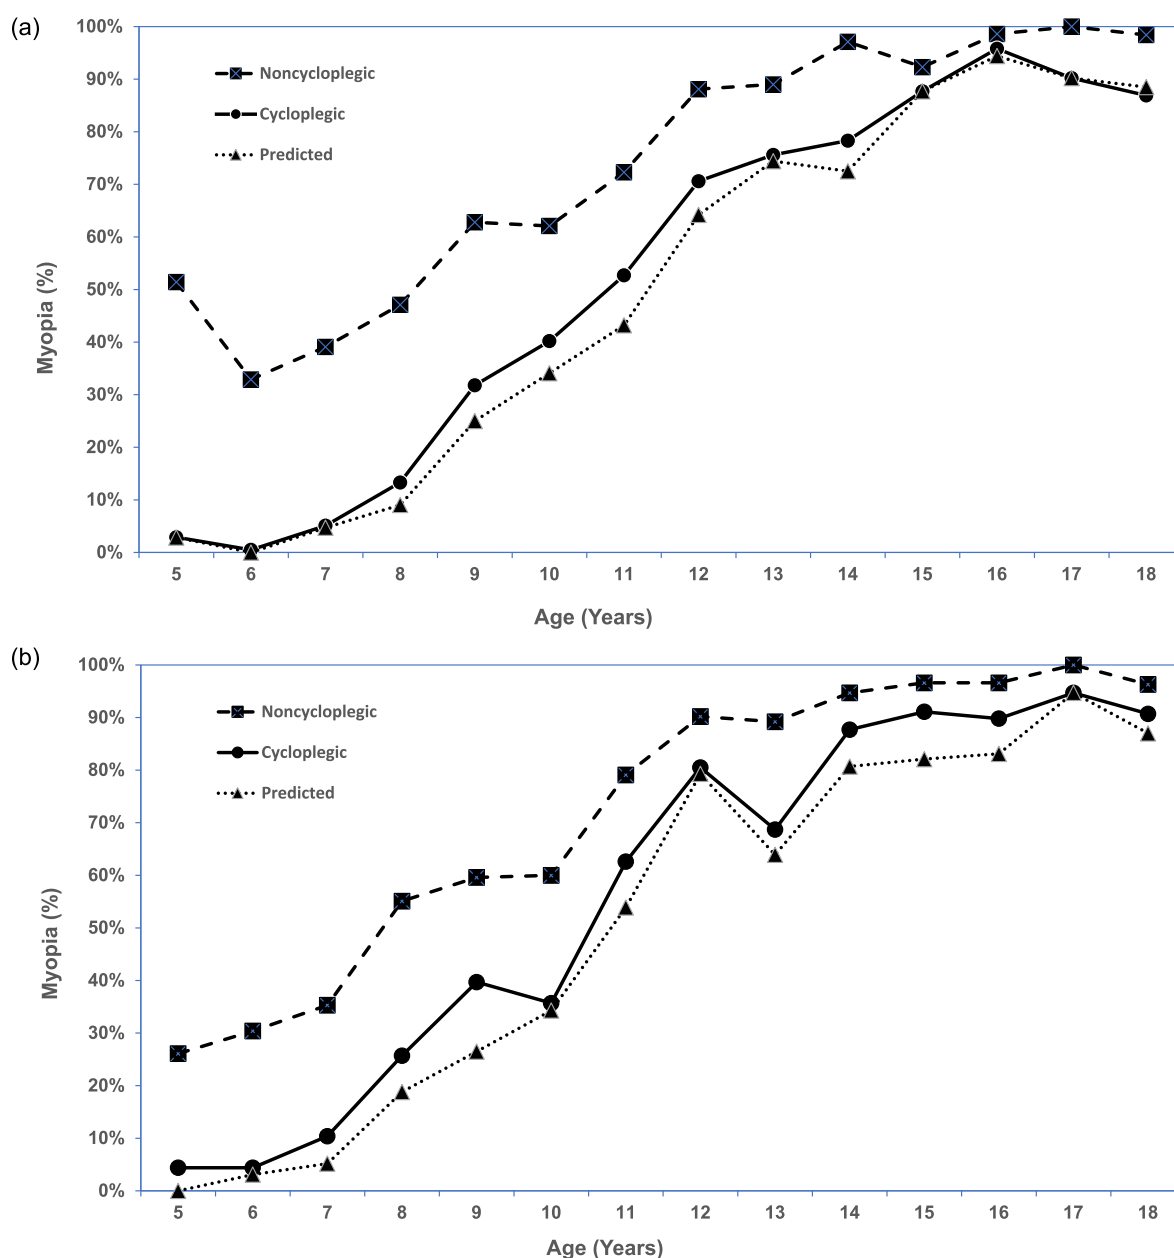 (a)
100%
90%
80%
70%
60%
50%
40%
30%
20%
10%
0%
Myopia (%)
Noncycloplegic
Cycloplegic
Predicted
5 6 7 8 9 10 11 12 13 14 15 16 17 18
Age (Years)
(b)
100%
90%
80%
70%
60%
50%
40%
30%
20%
10%
0%
Myopia (%)
Noncycloplegic
Cycloplegic
Predicted
5 6 7 8 9 10 11 12 13 14 15 16 17 18
Age (Years)